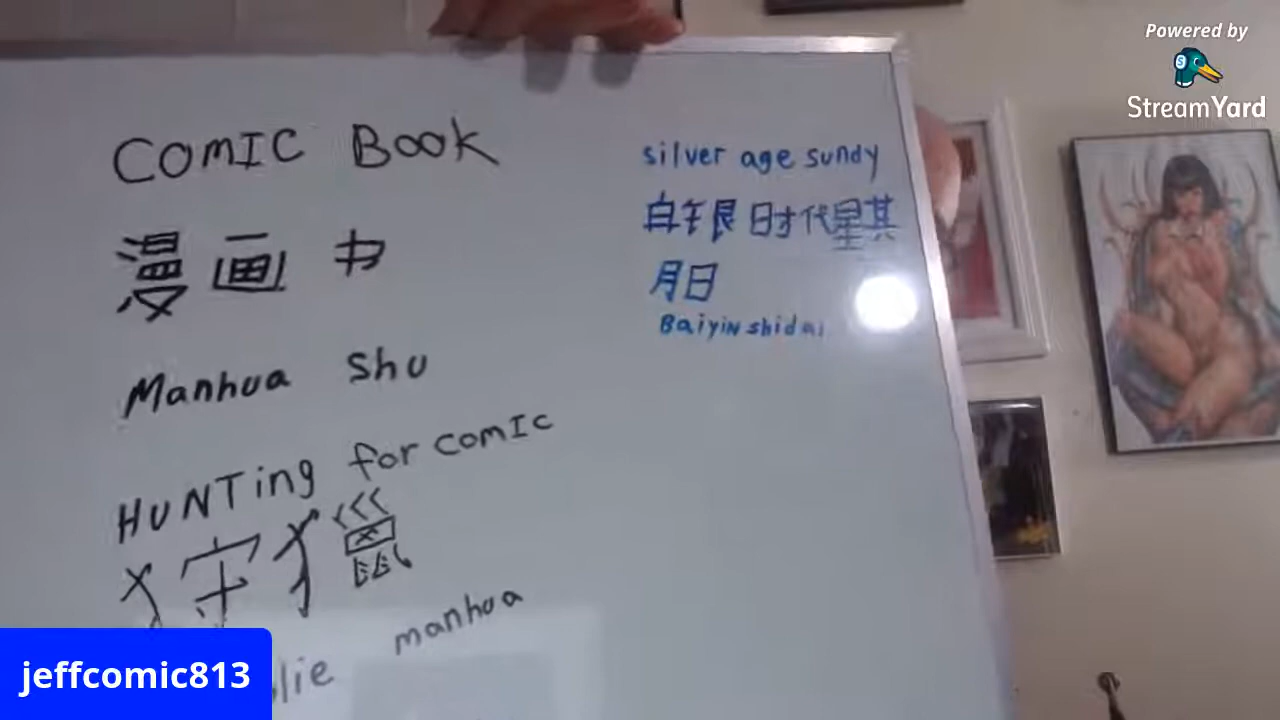 Powered by
StreamYard
COMIC BOOK
漫画书
Manhua Shu
HUNTing for comic
狩猎
manhua
silver age sundy
白银时代星其
月日
Baiyin shidai
jeffcomic813